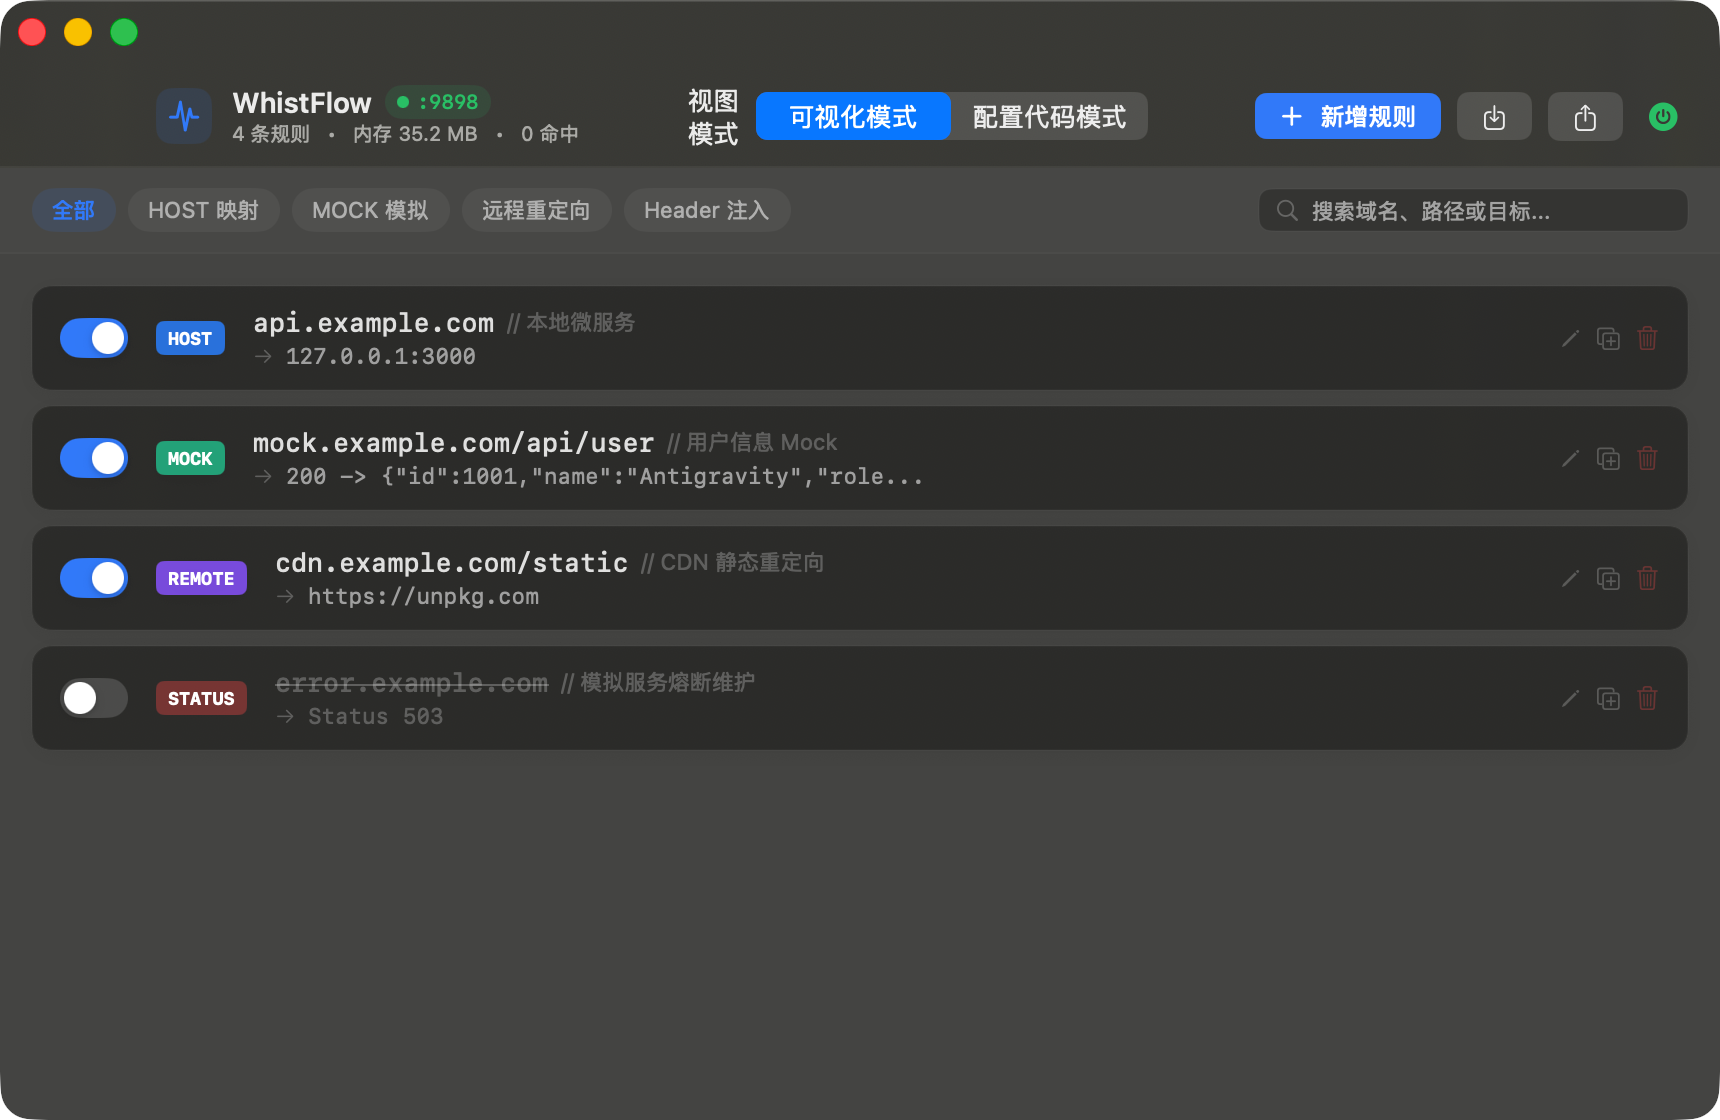 WhistFlow :9898
4 条规则 • 内存 35.2 MB • 0 命中
视图
模式
可视化模式 配置代码模式
新增规则
全部 HOST 映射 MOCK 模拟 远程重定向 Header 注入
搜索域名、路径或目标...
HOST api.example.com // 本地微服务
→ 127.0.0.1:3000
MOCK mock.example.com/api/user // 用户信息 Mock
→ 200 -> {"id":1001,"name":"Antigravity","role...
REMOTE cdn.example.com/static // CDN 静态重定向
→ https://unpkg.com
STATUS error.example.com // 模拟服务熔断维护
→ Status 503